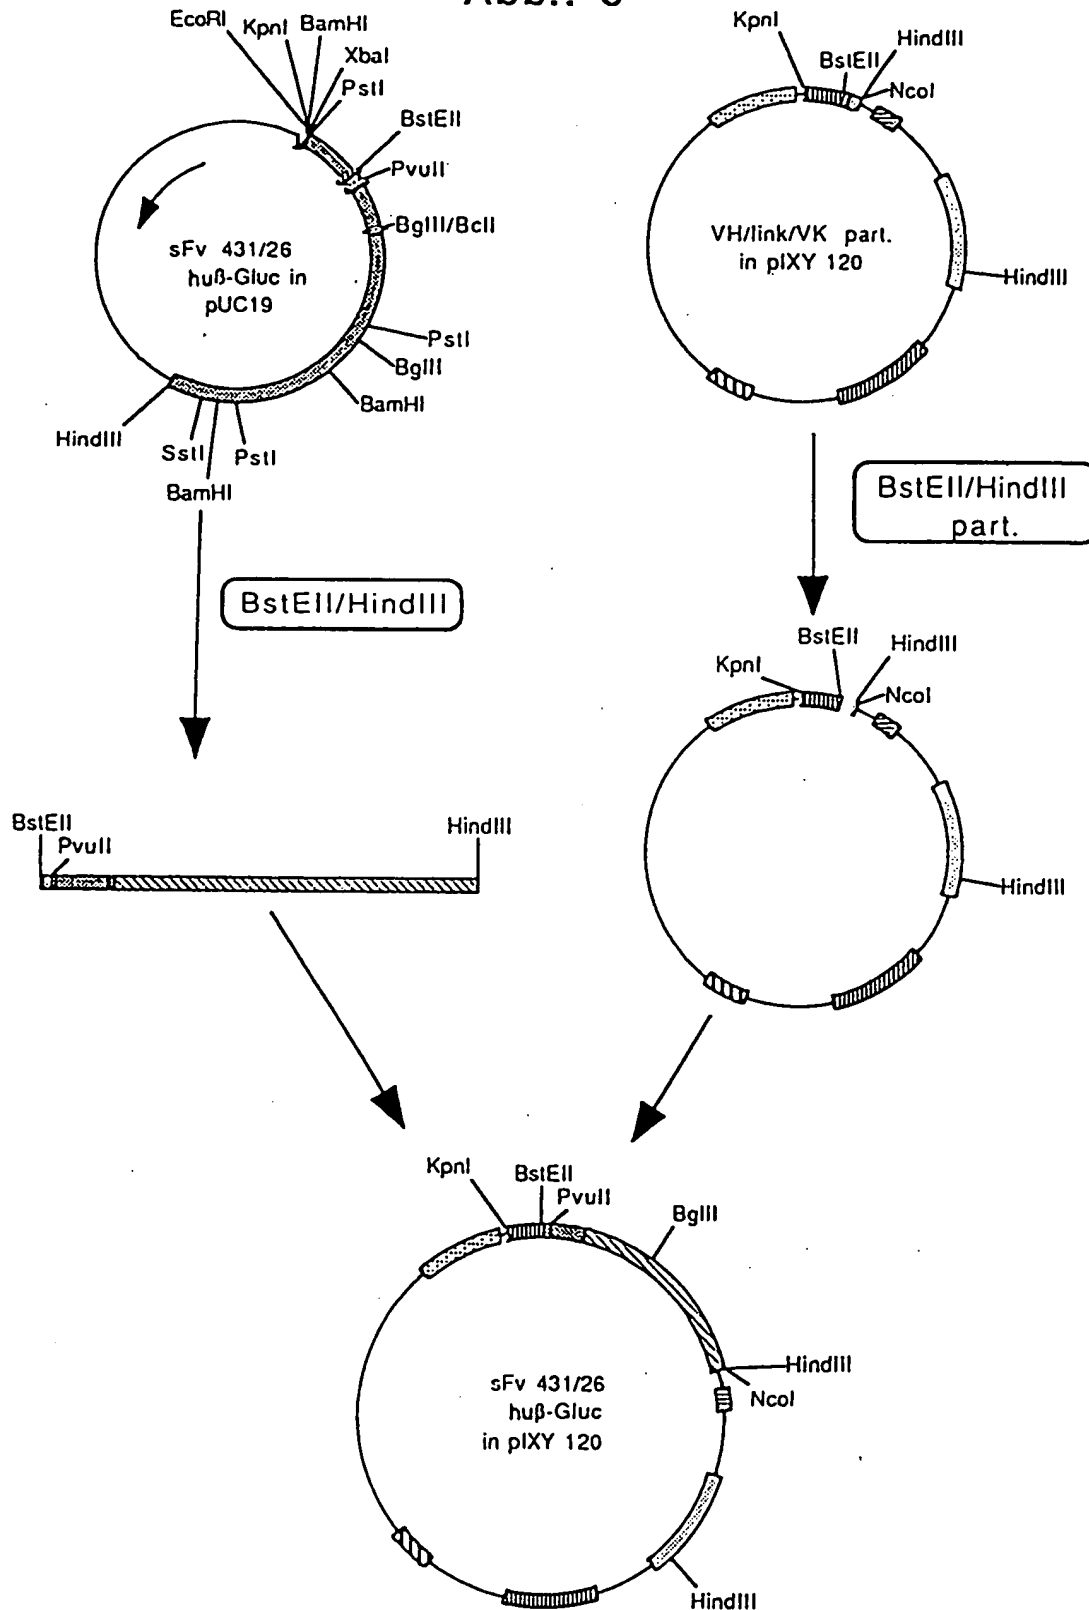 EcoRI
KpnI
BamHI
XbaI
PstI
BstEII
PvuII
BglII/BclI
sFv 431/26
huβ-Gluc in
pUC19
PstI
BglII
BamHI
HindIII
SstI
PstI
BamHI
KpnI
HindIII
BstEII
NcoI
VH/link/VK part.
in pIXY 120
HindIII
BstEII/HindIII
BstEII/HindIII
part.
BstEII
PvuII
HindIII
BstEII
HindIII
KpnI
NcoI
HindIII
KpnI
BstEII
PvuII
BglII
HindIII
NcoI
sFv 431/26
huβ-Gluc
in pIXY 120
HindIII